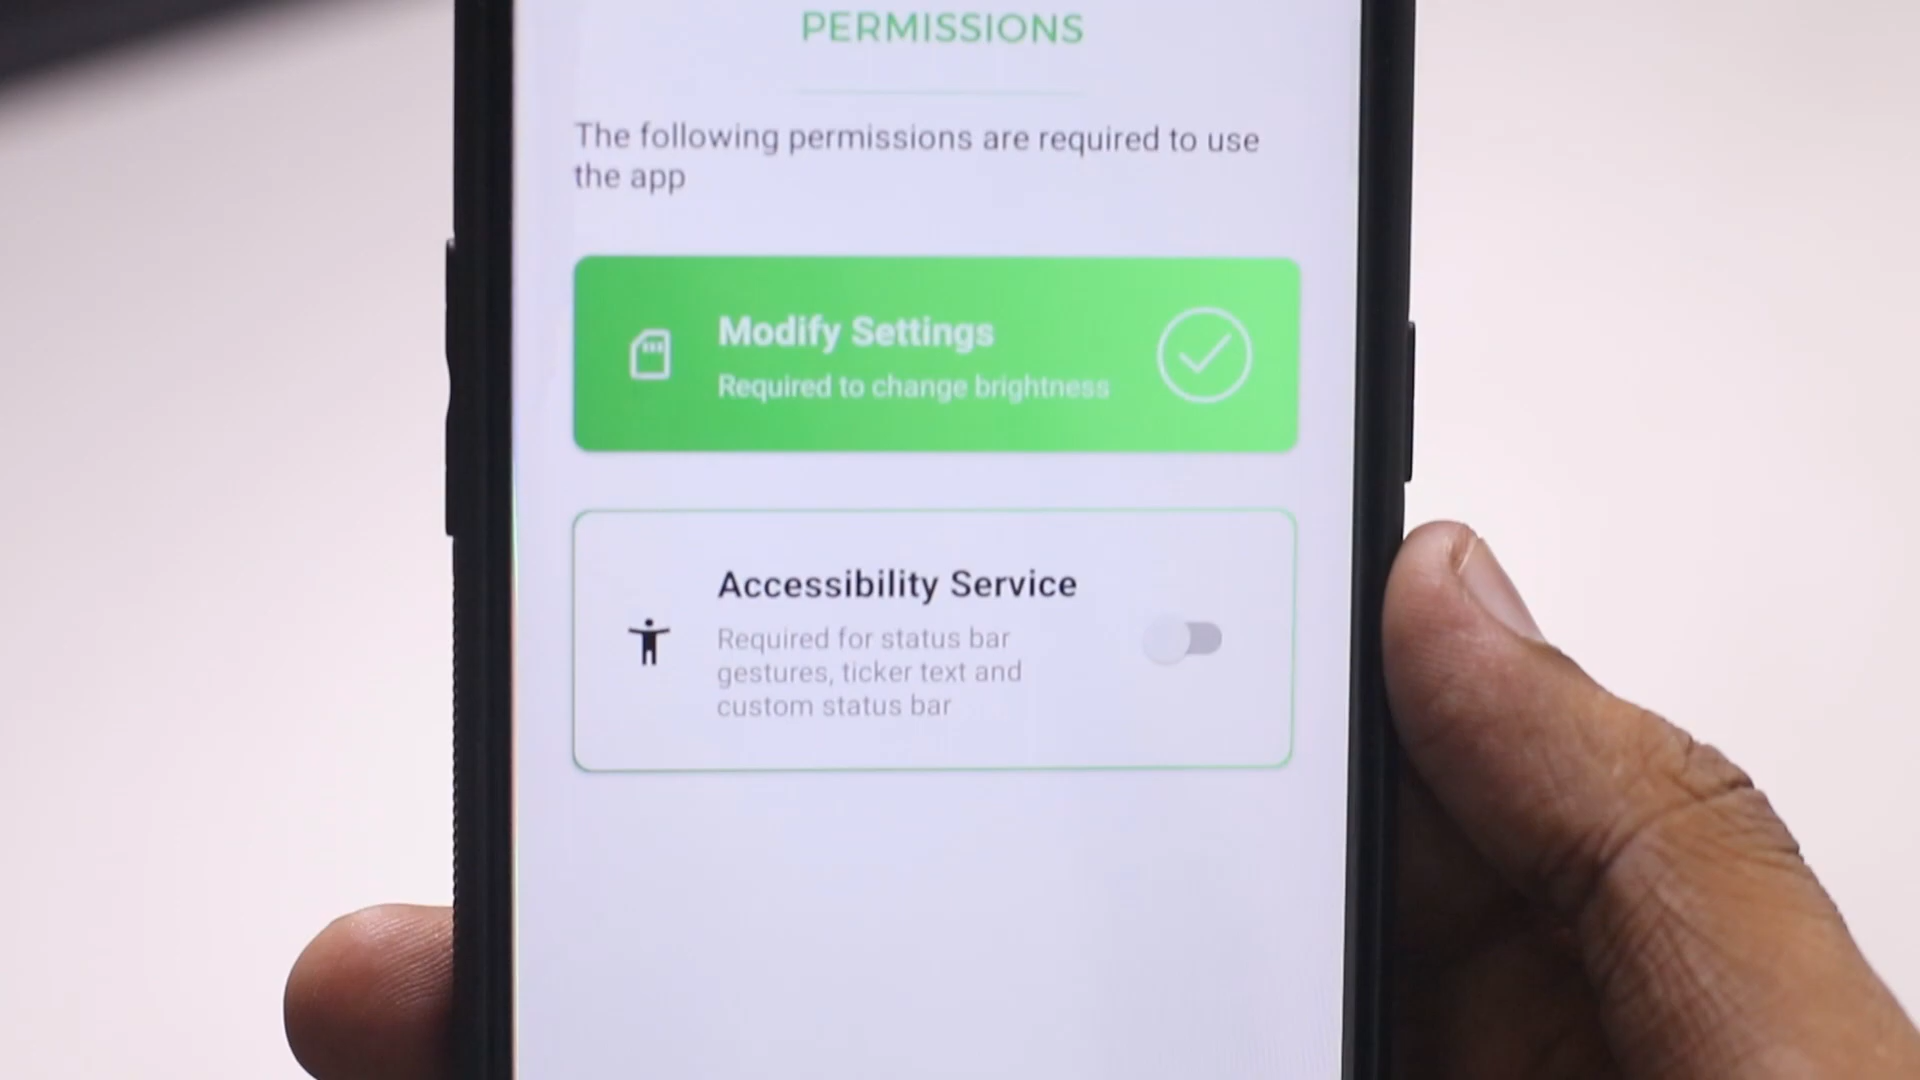 PERMISSIONS
The following permissions are required to use
the app
Modify Settings
Required to change brightness
Accessibility Service
Required for status bar
gestures, ticker text and
custom status bar